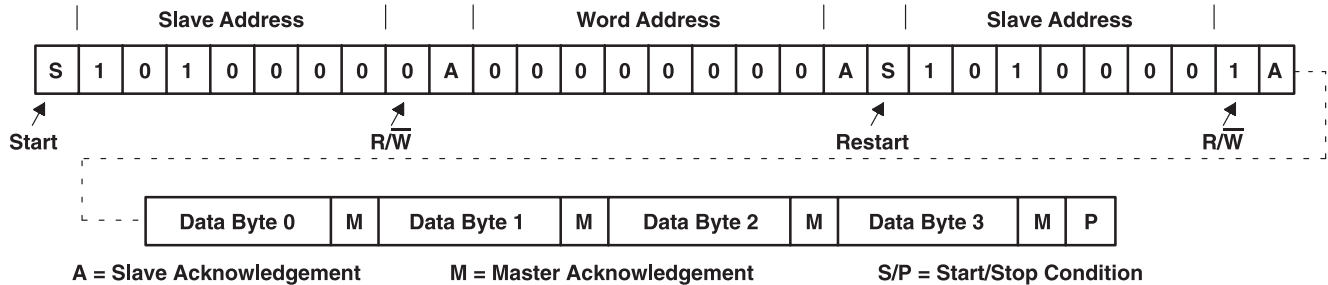 Slave Address Word Address Slave Address
S 1 0 1 0 0 0 0 0 A 0 0 0 0 0 0 0 0 A S 1 0 1 0 0 0 0 1 A
Start R/W̅ Restart R/W̅
Data Byte 0 M Data Byte 1 M Data Byte 2 M Data Byte 3 M P
A = Slave Acknowledgement M = Master Acknowledgement S/P = Start/Stop Condition